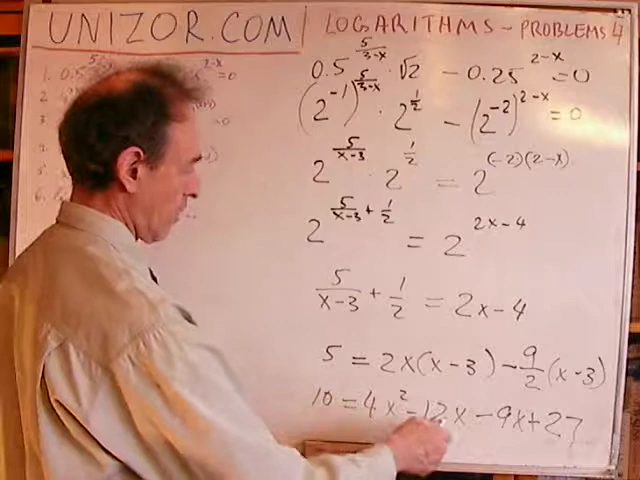 UNIZOR.COM | LOGARITHMS – PROBLEMS 4
0.5^(5/(3-x)) · √2 - 0.25^(2-x) = 0
(2^-1)^(5/(3-x)) · 2^(1/2) - (2^-2)^(2-x) = 0
2^(5/(x-3)) · 2^(1/2) = 2^((-2)(2-x))
2^(5/(x-3) + 1/2) = 2^(2x-4)
5/(x-3) + 1/2 = 2x-4
5 = 2x(x-3) - 9/2 (x-3)
10 = 4x² - 12x - 9x + 27